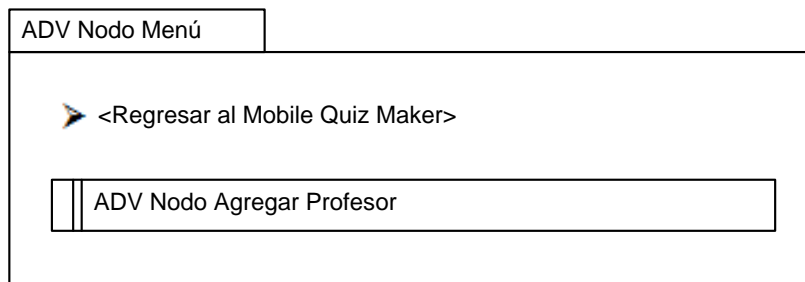 ADV Nodo Menú
<Regresar al Mobile Quiz Maker>
ADV Nodo Agregar Profesor